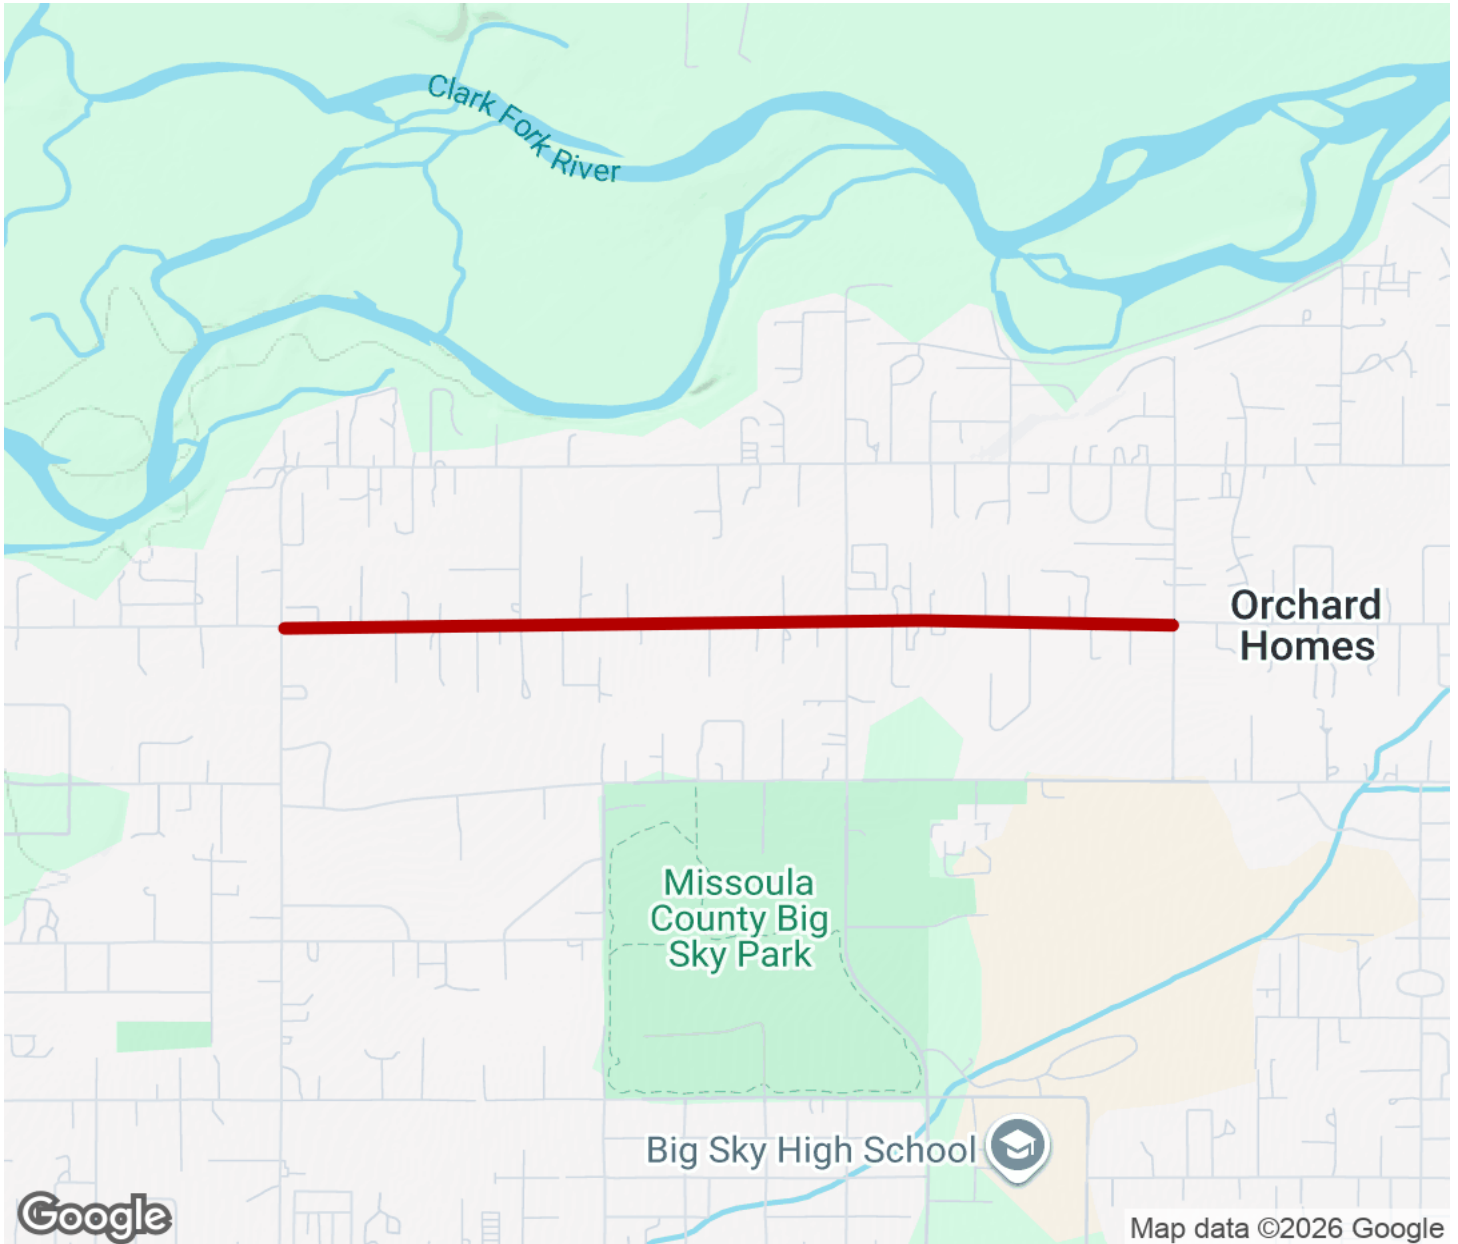 Clark Fork River
Orchard
Homes
Missoula
County Big
Sky Park
Big Sky High School
Google
Map data ©2026 Google